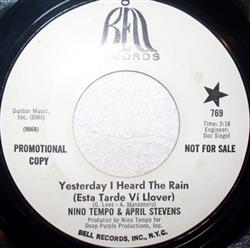 BELL
RECORDS
Dunbar Music,
Inc. (BMI)
(9060)
769
Time: 2:18
Engineer:
Doc Siegel
PROMOTIONAL
COPY
NOT FOR SALE
Yesterday I Heard The Rain
(Esta Tarde Ví Llover)
(G. Lees - A. Manzanero)
NINO TEMPO & APRIL STEVENS
Produced by Nino Tempo for
Deep Purple Productions, Inc.
BELL RECORDS, INC., N.Y.C.